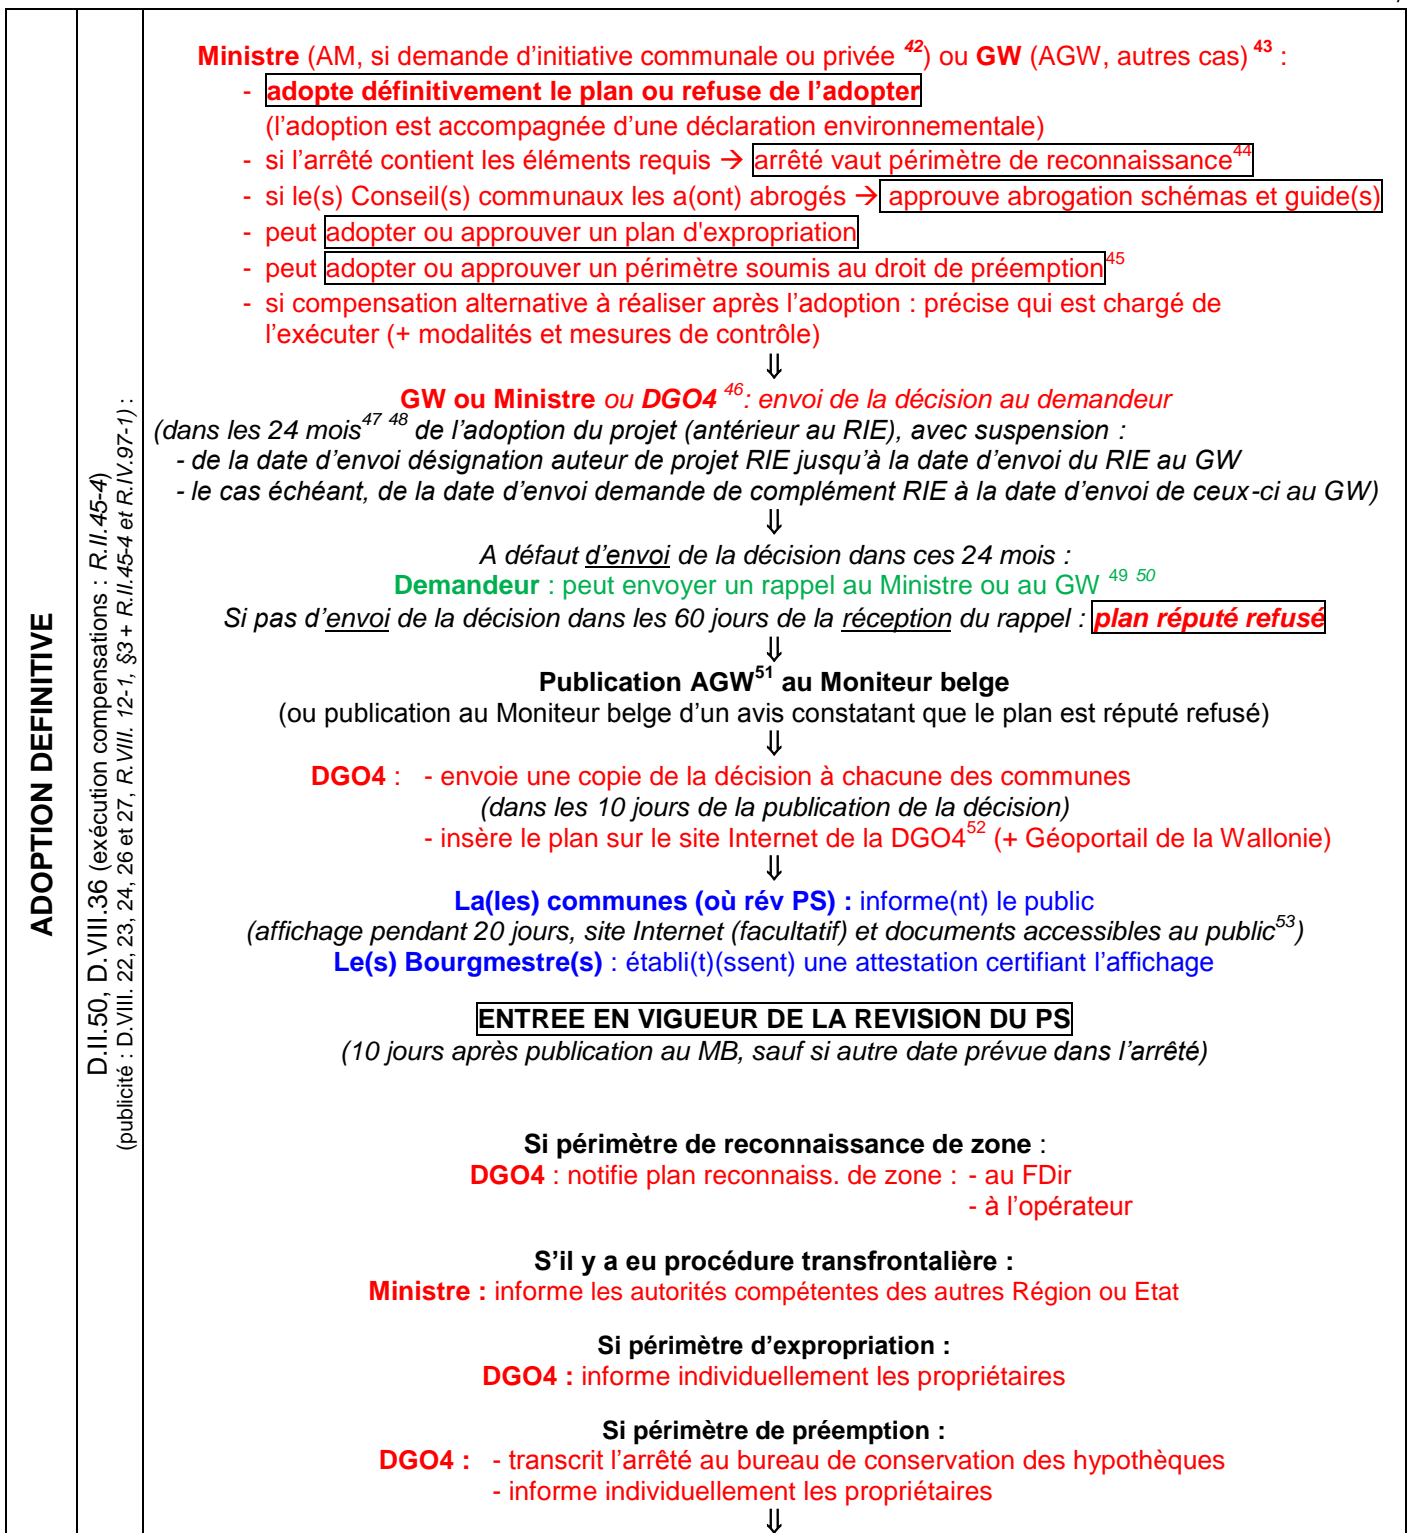 ADOPTION DEFINITIVE
D.II.50, D.VIII.36 (exécution compensations : R.II.45-4)
(publicité : D.VIII. 22, 23, 24, 26 et 27, R.VIII. 12-1, §3 + R.II.45-4 et R.IV.97-1) :
Ministre (AM, si demande d’initiative communale ou privée 42) ou GW (AGW, autres cas) 43 :
- adopte définitivement le plan ou refuse de l’adopter
(l’adoption est accompagnée d’une déclaration environnementale)
- si l’arrêté contient les éléments requis → arrêté vaut périmètre de reconnaissance44
- si le(s) Conseil(s) communaux les a(ont) abrogés → approuve abrogation schémas et guide(s)
- peut adopter ou approuver un plan d'expropriation
- peut adopter ou approuver un périmètre soumis au droit de préemption45
- si compensation alternative à réaliser après l’adoption : précise qui est chargé de
l’exécuter (+ modalités et mesures de contrôle)
⇓
GW ou Ministre ou DGO4 46: envoi de la décision au demandeur
(dans les 24 mois47 48 de l’adoption du projet (antérieur au RIE), avec suspension :
- de la date d’envoi désignation auteur de projet RIE jusqu’à la date d’envoi du RIE au GW
- le cas échéant, de la date d’envoi demande de complément RIE à la date d’envoi de ceux-ci au GW)
⇓
A défaut d’envoi de la décision dans ces 24 mois :
Demandeur : peut envoyer un rappel au Ministre ou au GW 49 50
Si pas d’envoi de la décision dans les 60 jours de la réception du rappel : plan réputé refusé
⇓
Publication AGW51 au Moniteur belge
(ou publication au Moniteur belge d’un avis constatant que le plan est réputé refusé)
⇓
DGO4 : - envoie une copie de la décision à chacune des communes
(dans les 10 jours de la publication de la décision)
- insère le plan sur le site Internet de la DGO452 (+ Géoportail de la Wallonie)
⇓
La(les) communes (où rév PS) : informe(nt) le public
(affichage pendant 20 jours, site Internet (facultatif) et documents accessibles au public53)
Le(s) Bourgmestre(s) : établi(t)(ssent) une attestation certifiant l’affichage
ENTREE EN VIGUEUR DE LA REVISION DU PS
(10 jours après publication au MB, sauf si autre date prévue dans l’arrêté)
Si périmètre de reconnaissance de zone :
DGO4 : notifie plan reconnaiss. de zone : - au FDir
- à l’opérateur
S’il y a eu procédure transfrontalière :
Ministre : informe les autorités compétentes des autres Région ou Etat
Si périmètre d’expropriation :
DGO4 : informe individuellement les propriétaires
Si périmètre de préemption :
DGO4 : - transcrit l’arrêté au bureau de conservation des hypothèques
- informe individuellement les propriétaires
⇓